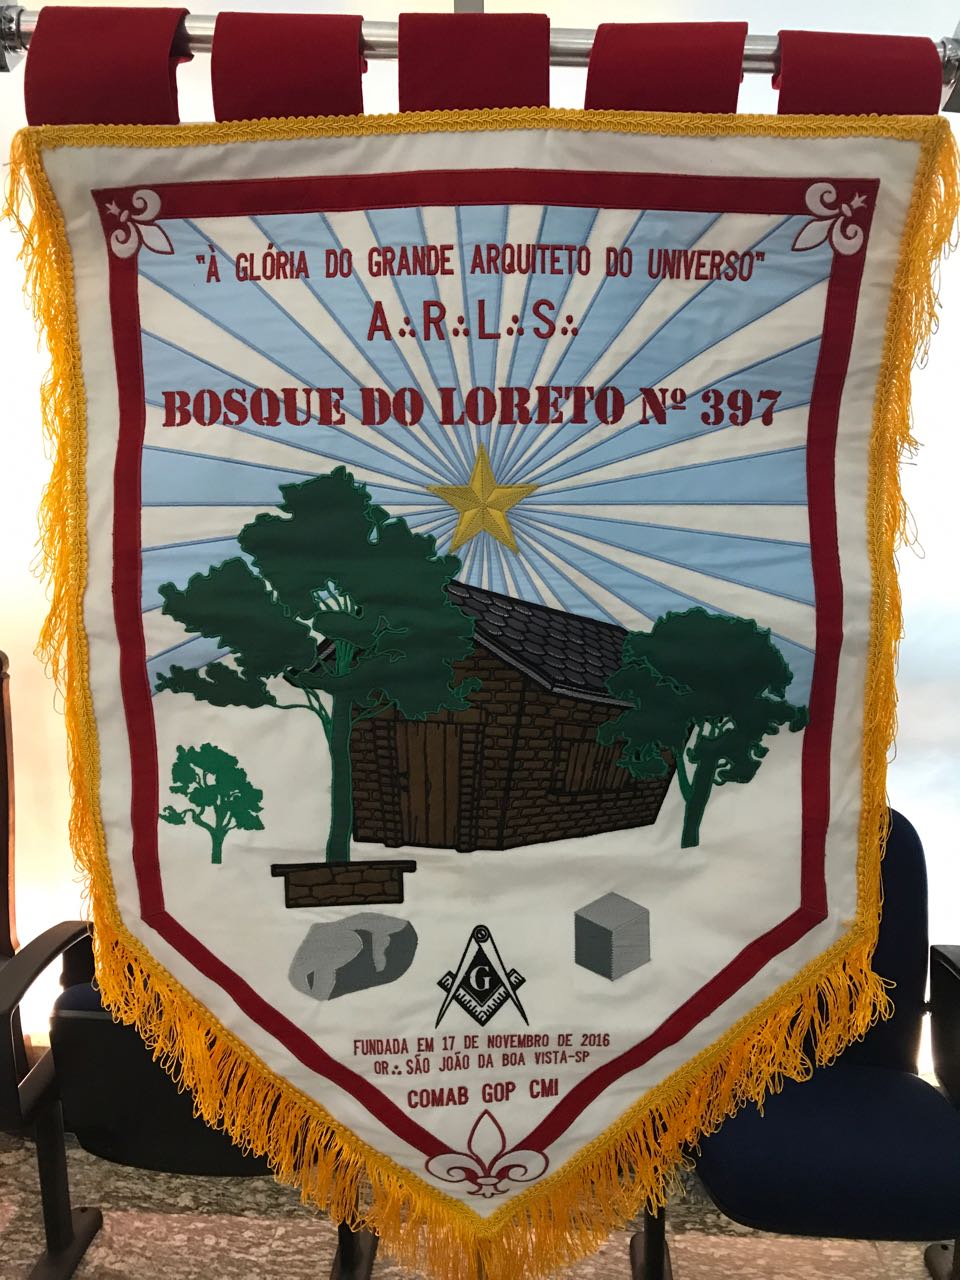 "À GLÓRIA DO GRANDE ARQUITETO DO UNIVERSO"
A∴R∴L∴S∴
BOSQUE DO LORETO Nº 397
G
FUNDADA EM 17 DE NOVEMBRO DE 2016
OR∴ SÃO JOÃO DA BOA VISTA-SP
COMAB GOP CMI